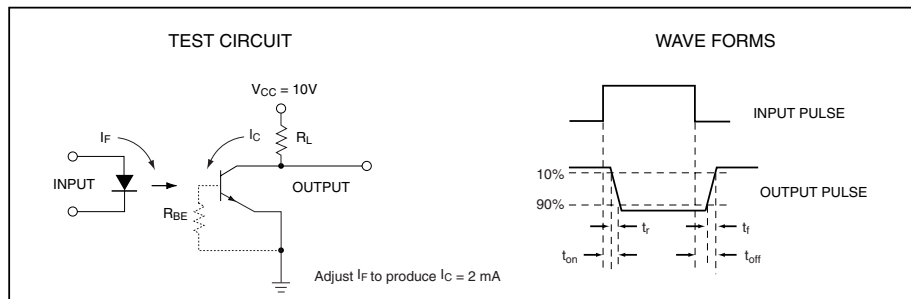 TEST CIRCUIT
WAVE FORMS
VCC = 10V
IF
IC
RL
INPUT
OUTPUT
RBE
Adjust IF to produce IC = 2 mA
INPUT PULSE
10%
OUTPUT PULSE
90%
tr
tf
ton
toff